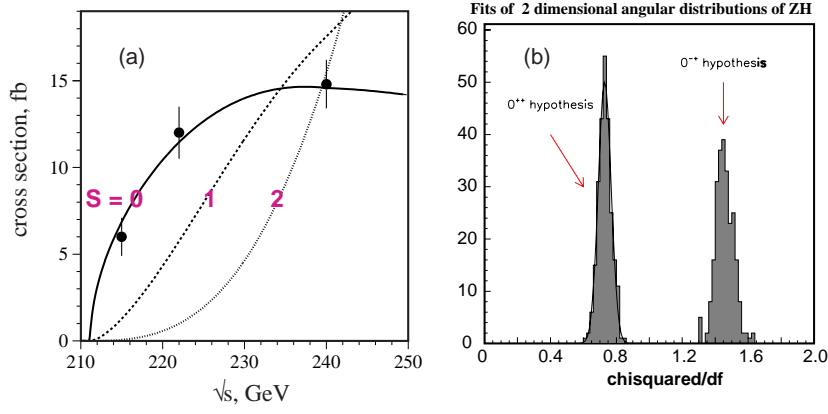 Fits of 2 dimensional angular distributions of ZH
(a)
cross section, fb
15
10
5
0
S = 0 1 2
210 220 230 240 250
√s, GeV
(b)
60
50
40
30
20
10
0
0⁺⁺ hypothesis
0⁻⁺ hypothesis
0 0.4 0.8 1.2 1.6 2.0
chisquared/df